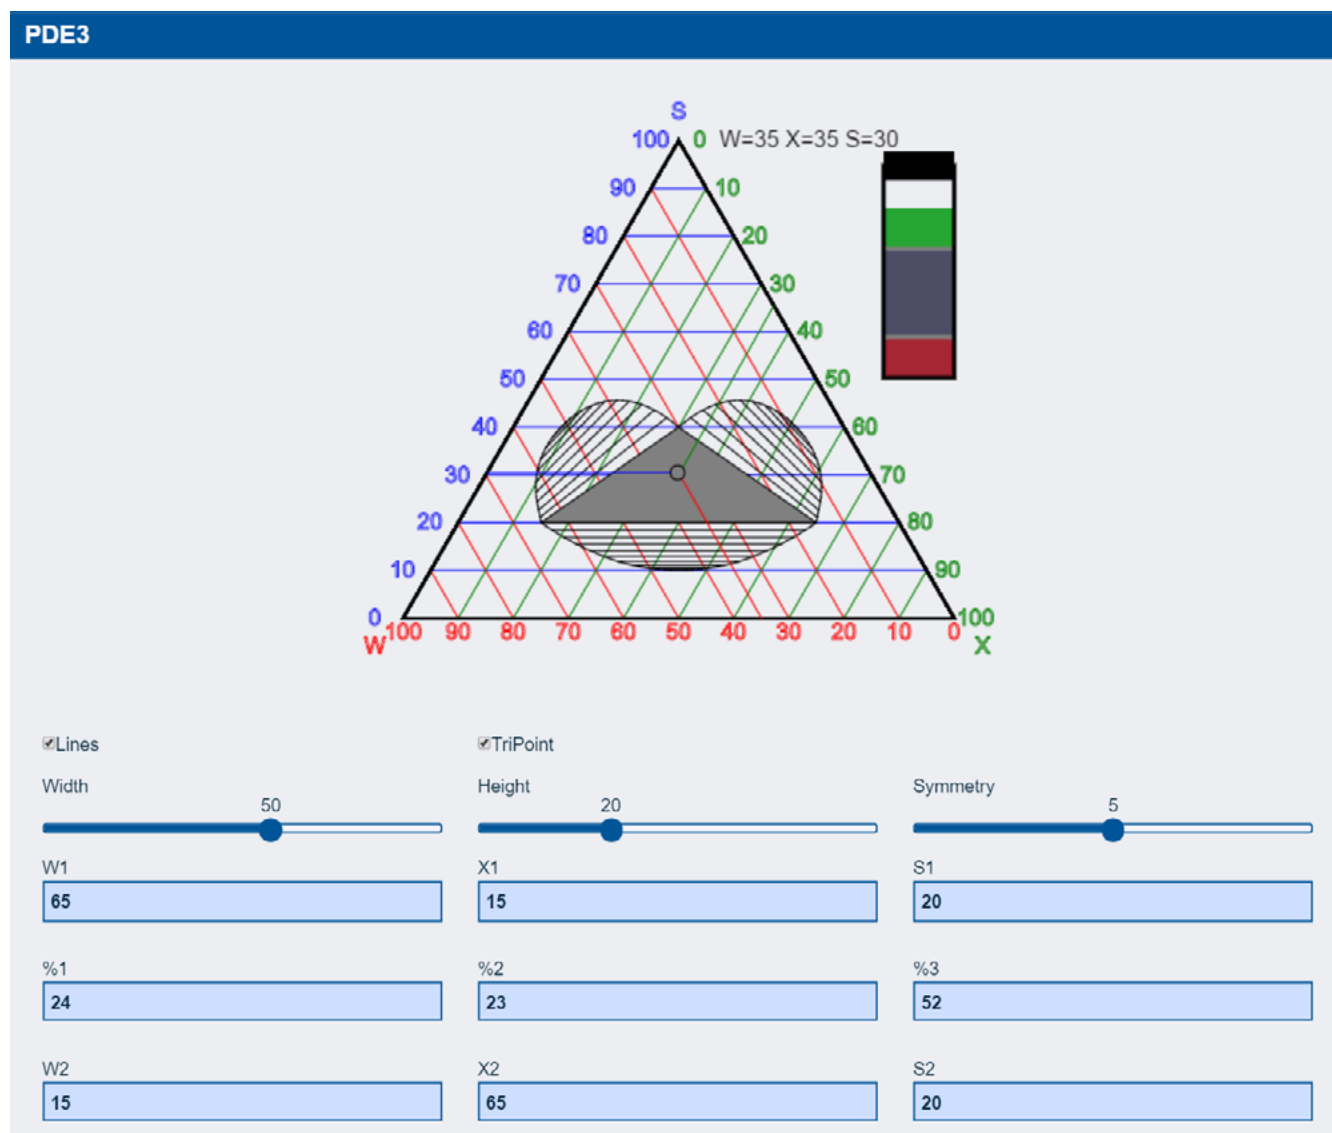 PDE3
S
100 0 W=35 X=35 S=30
90 10
80 20
70 30
60 40
50 50
40 60
30 70
20 80
10 90
0 100
W 100 90 80 70 60 50 40 30 20 10 0 X
Lines TriPoint
Width Height Symmetry
50 20 5
W1 X1 S1
65 15 20
%1 %2 %3
24 23 52
W2 X2 S2
15 65 20